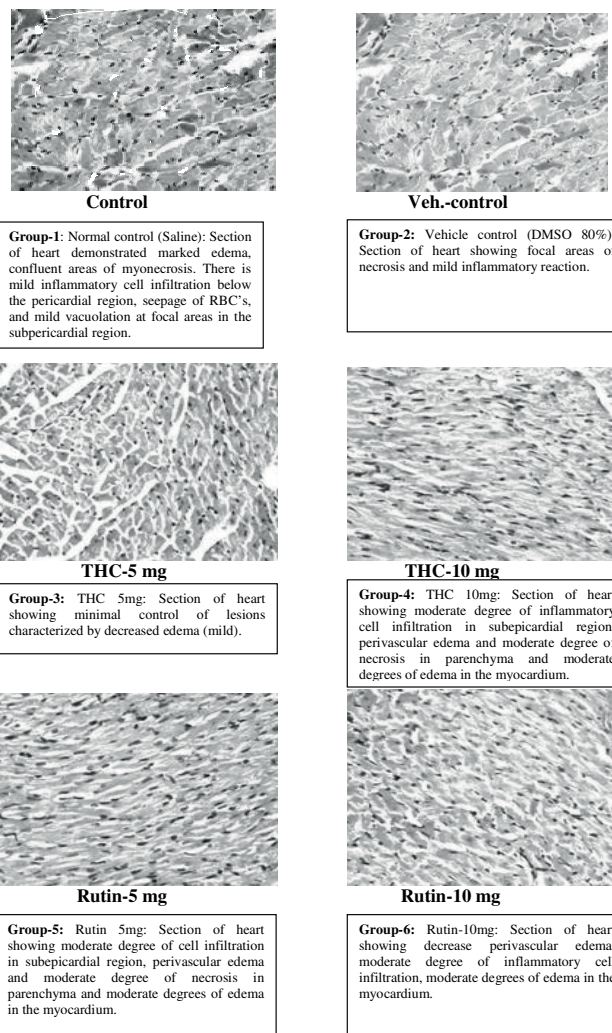 Control
Veh.-control
Group-1: Normal control (Saline): Section
of heart demonstrated marked edema,
confluent areas of myonecrosis. There is
mild inflammatory cell infiltration below
the pericardial region, seepage of RBC's,
and mild vacuolation at focal areas in the
subpericardial region.
Group-2: Vehicle control (DMSO 80%)
Section of heart showing focal areas o
necrosis and mild inflammatory reaction.
THC-5 mg
THC-10 mg
Group-3: THC 5mg: Section of heart
showing minimal control of lesions
characterized by decreased edema (mild).
Group-4: THC 10mg: Section of hear
showing moderate degree of inflammatory
cell infiltration in subepicardial region
perivascular edema and moderate degree o
necrosis in parenchyma and moderate
degrees of edema in the myocardium.
Rutin-5 mg
Rutin-10 mg
Group-5: Rutin 5mg: Section of heart
showing moderate degree of cell infiltration
in subepicardial region, perivascular edema
and moderate degree of necrosis in
parenchyma and moderate degrees of edema
in the myocardium.
Group-6: Rutin-10mg: Section of hear
showing decrease perivascular edema
moderate degree of inflammatory cel
infiltration, moderate degrees of edema in the
myocardium.